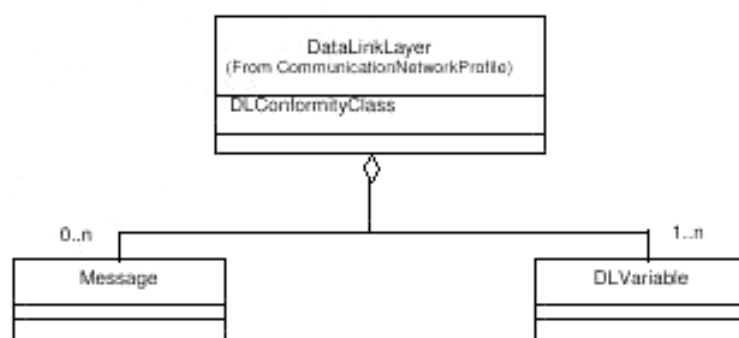 DataLinkLayer
(From CommunicationNetworkProfile)
DLConformityClass
0..n
1..n
Message
DLVariable